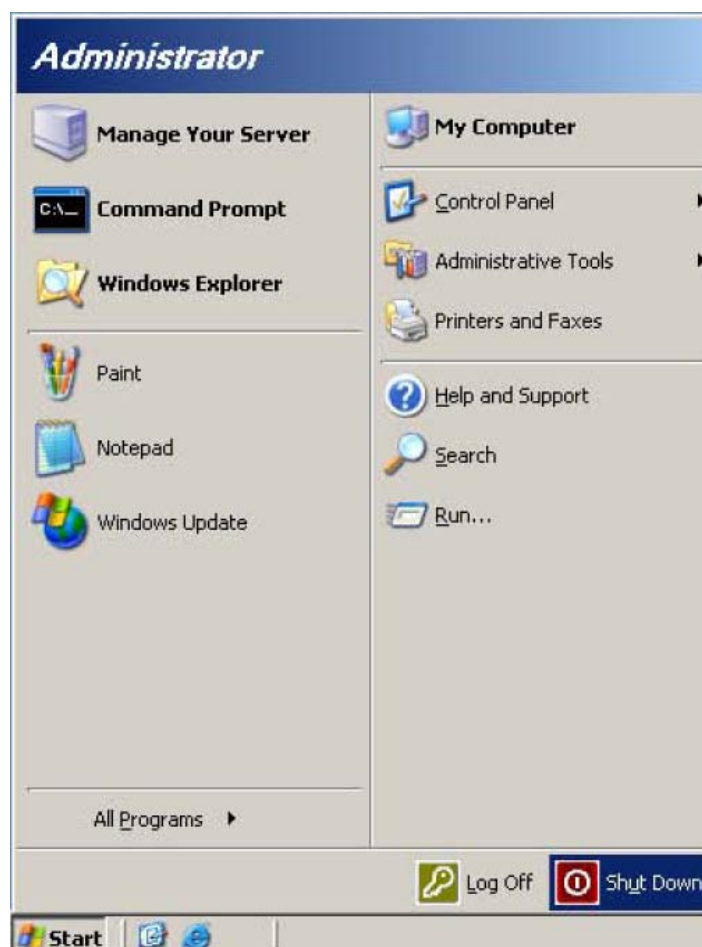 Administrator
Manage Your Server
Command Prompt
Windows Explorer
Paint
Notepad
Windows Update
All Programs
My Computer
Control Panel
Administrative Tools
Printers and Faxes
Help and Support
Search
Run...
Log Off
Shut Down
Start
C:\_